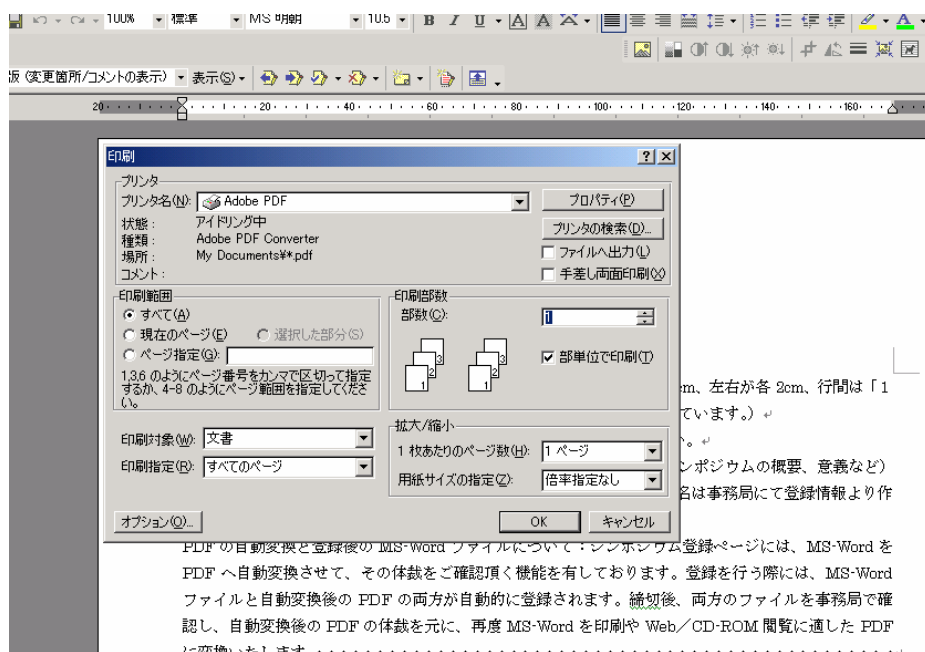 100% 標準 MS 明朝 10.5 B I U A A A
版 (変更箇所/コメントの表示) 表示(S)
20 20 40 60 80 100 120 140 160
印刷
プリンタ
プリンタ名(N): Adobe PDF プロパティ(P)
状態: アイドリング中 プリンタの検索(D)...
種類: Adobe PDF Converter
場所: My Documents¥*.pdf ファイルへ出力(L)
コメント: 手差し両面印刷(X)
印刷範囲 印刷部数
すべて(A) 部数(C): 1
現在のページ(E) 選択した部分(S)
ページ指定(G): 部単位で印刷(T)
1,3,6 のようにページ番号をカンマで区切って指定
するか、4-8 のようにページ範囲を指定してくださ
い。
拡大/縮小
印刷対象(W): 文書 1 枚あたりのページ数(H): 1 ページ
印刷指定(R): すべてのページ 用紙サイズの指定(Z): 倍率指定なし
オプション(O)... OK キャンセル
cm、左右が各 2cm、行間は「1
ています。)
い。
ンポジウムの概要、意義など)
名は事務局にて登録情報より作
PDF の自動変換と登録後の MS-Word ファイルについて:シンポジウム登録ページには、MS-Word を
PDF へ自動変換させて、その体裁をご確認頂く機能を有しております。登録を行う際には、MS-Word
ファイルと自動変換後の PDF の両方が自動的に登録されます。締切後、両方のファイルを事務局で確
認し、自動変換後の PDF の体裁を元に、再度 MS-Word を印刷や Web/CD-ROM 閲覧に適した PDF
に変換いたします